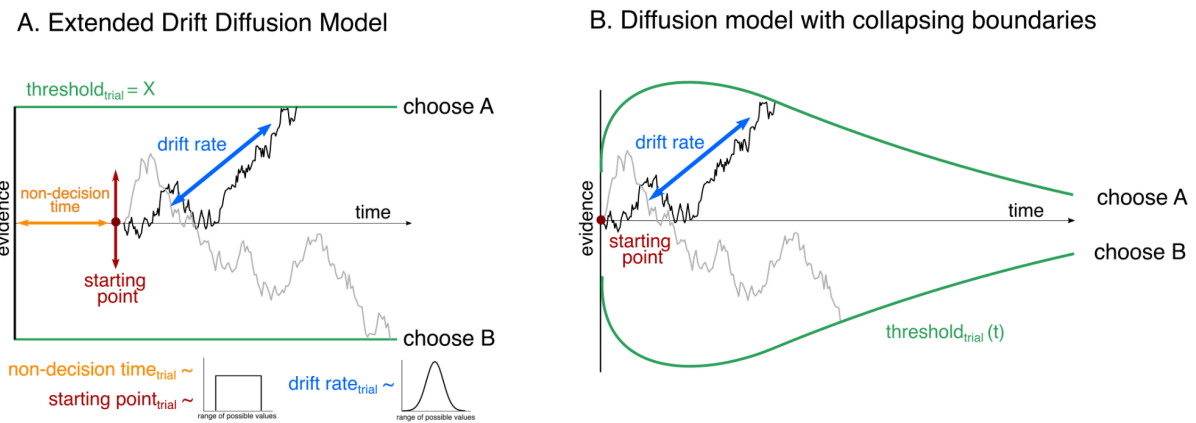 A. Extended Drift Diffusion Model
threshold_trial = X
choose A
drift rate
non-decision
time
evidence
time
starting
point
choose B
non-decision time_trial ~
starting point_trial ~
range of possible values
drift rate_trial ~
range of possible values
B. Diffusion model with collapsing boundaries
drift rate
evidence
time
choose A
starting
point
choose B
threshold_trial (t)